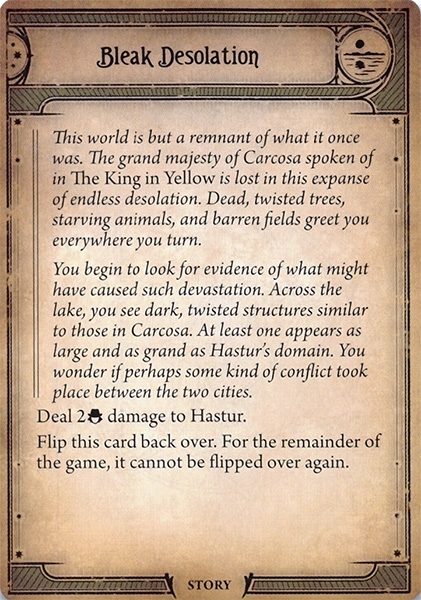 Bleak Desolation
This world is but a remnant of what it once
was. The grand majesty of Carcosa spoken of
in The King in Yellow is lost in this expanse
of endless desolation. Dead, twisted trees,
starving animals, and barren fields greet you
everywhere you turn.
You begin to look for evidence of what might
have caused such devastation. Across the
lake, you see dark, twisted structures similar
to those in Carcosa. At least one appears as
large and as grand as Hastur's domain. You
wonder if perhaps some kind of conflict took
place between the two cities.
Deal 2 damage to Hastur.
Flip this card back over. For the remainder of
the game, it cannot be flipped over again.
STORY